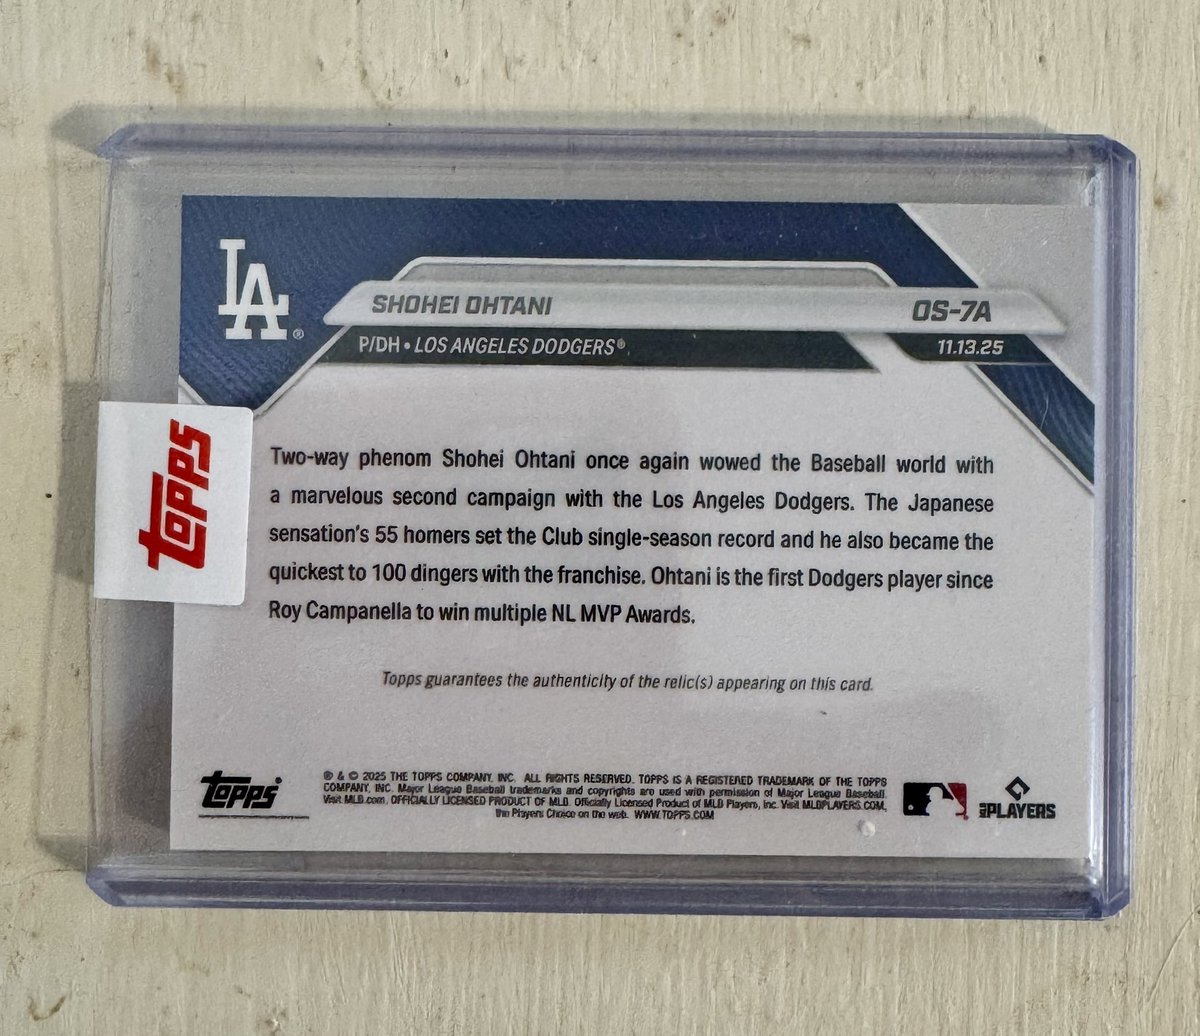 LA
SHOHEI OHTANI
OS-7A
P/DH • LOS ANGELES DODGERS®
11.13.25
TOPPS
Two-way phenom Shohei Ohtani once again wowed the Baseball world with
a marvelous second campaign with the Los Angeles Dodgers. The Japanese
sensation's 55 homers set the Club single-season record and he also became the
quickest to 100 dingers with the franchise. Ohtani is the first Dodgers player since
Roy Campanella to win multiple NL MVP Awards.
Topps guarantees the authenticity of the relic(s) appearing on this card.
TOPPS
® & © 2025 THE TOPPS COMPANY, INC. ALL RIGHTS RESERVED. TOPPS IS A REGISTERED TRADEMARK OF THE TOPPS
COMPANY, INC. Major League Baseball trademarks and copyrights are used with permission of Major League Baseball.
Visit MLB.com. OFFICIALLY LICENSED PRODUCT OF MLB. Officially Licensed Product of MLB Players, Inc. Visit MLBPLAYERS.COM,
the Players Choice on the web. WWW.TOPPS.COM
MLB PLAYERS